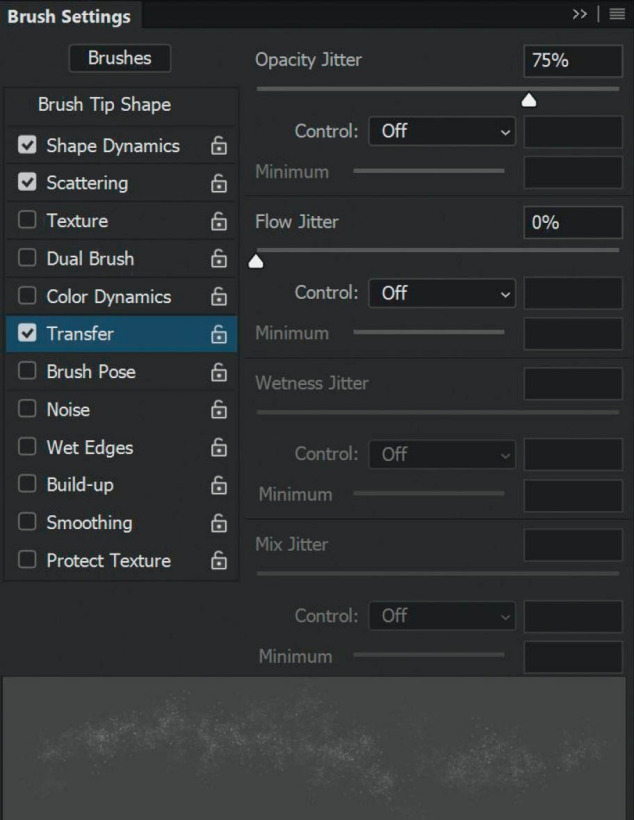 Brush Settings
Brushes
Brush Tip Shape
Shape Dynamics
Scattering
Texture
Dual Brush
Color Dynamics
Transfer
Brush Pose
Noise
Wet Edges
Build-up
Smoothing
Protect Texture
Opacity Jitter 75%
Control: Off
Minimum
Flow Jitter 0%
Control: Off
Minimum
Wetness Jitter
Control: Off
Minimum
Mix Jitter
Control: Off
Minimum